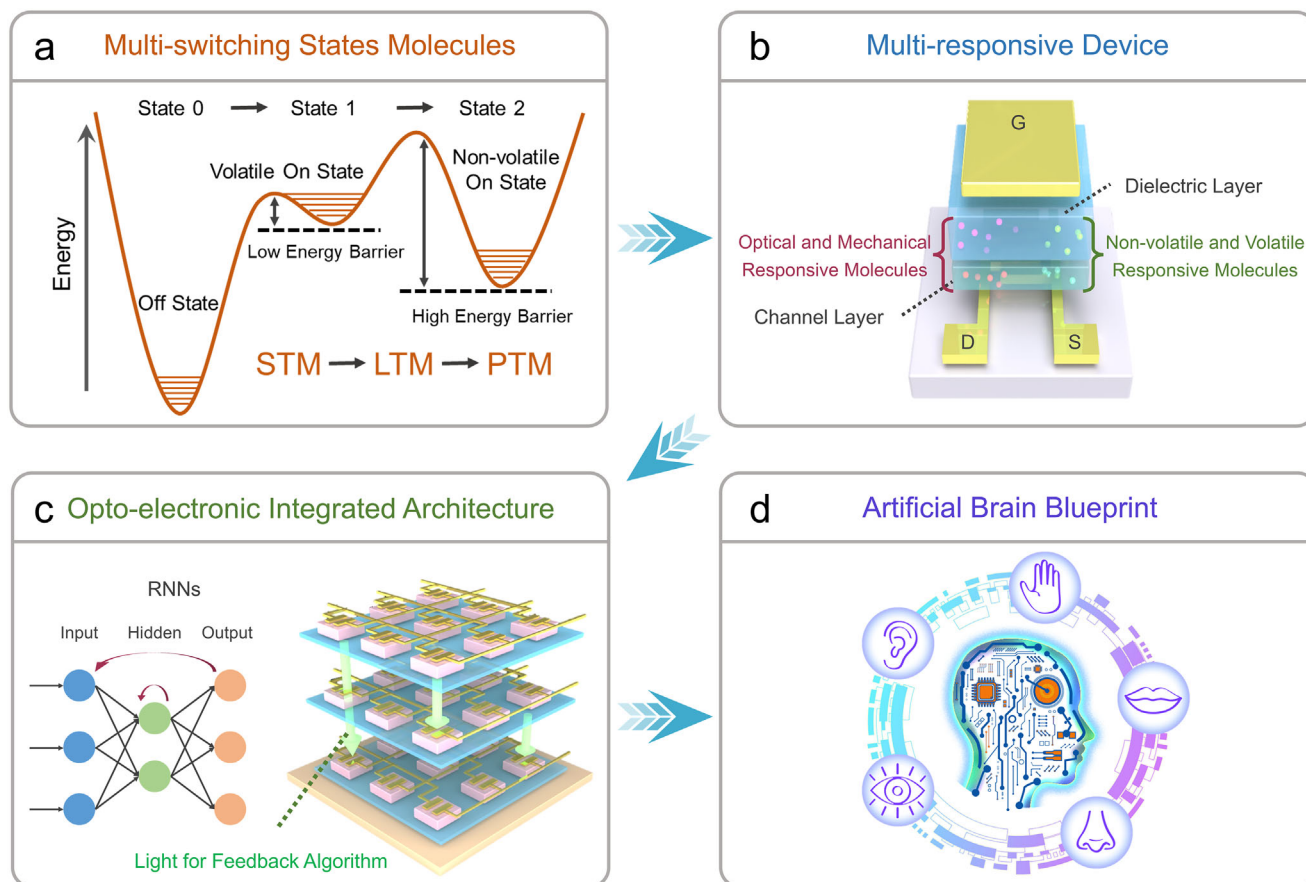 a
Multi-switching States Molecules
State 0
State 1
State 2
Volatile On State
Non-volatile
On State
Low Energy Barrier
Energy
Off State
High Energy Barrier
STM
LTM
PTM
b
Multi-responsive Device
G
Dielectric Layer
Optical and Mechanical
Responsive Molecules
Non-volatile and Volatile
Responsive Molecules
Channel Layer
D
S
c
Opto-electronic Integrated Architecture
RNNs
Input
Hidden
Output
Light for Feedback Algorithm
d
Artificial Brain Blueprint